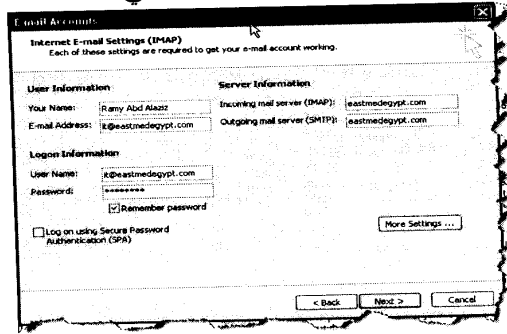 E-mail Accounts
Internet E-mail Settings (IMAP)
Each of these settings are required to get your e-mail account working.
User Information
Your Name: Ramy Abd Alaziz
E-mail Address: it@eastmedegypt.com
Server Information
Incoming mail server (IMAP): eastmedegypt.com
Outgoing mail server (SMTP): eastmedegypt.com
Logon Information
User Name: it@eastmedegypt.com
Password: ********
Remember password
Log on using Secure Password
Authentication (SPA)
More Settings ...
< Back Next > Cancel